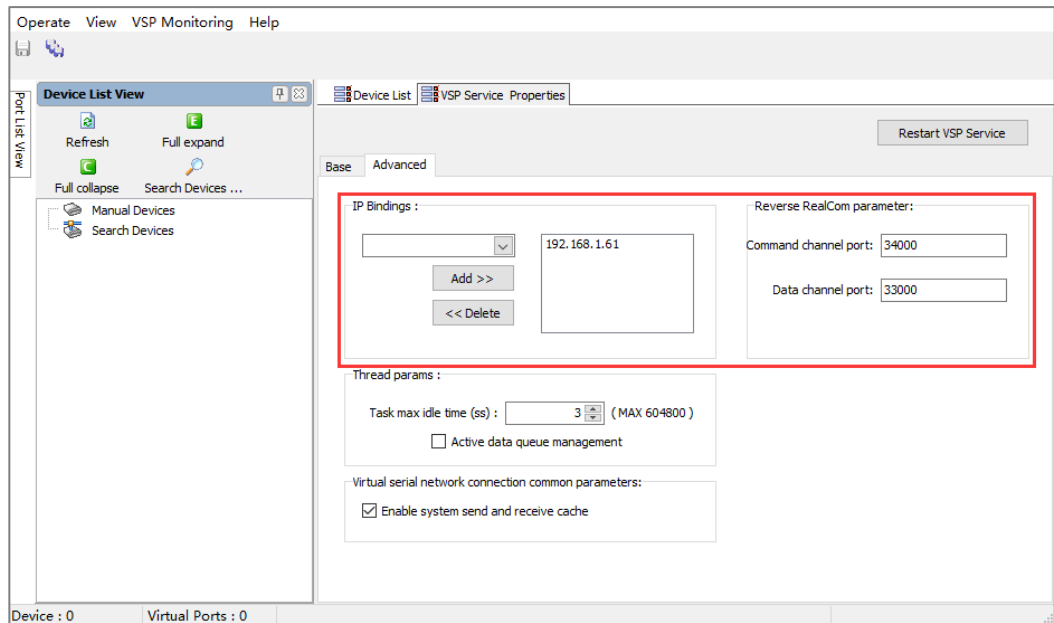 Operate View VSP Monitoring Help
Port List View
Device List View
Refresh
Full expand
Full collapse
Search Devices ...
Manual Devices
Search Devices
Device List
VSP Service Properties
Restart VSP Service
Base
Advanced
IP Bindings :
192.168.1.61
Add >>
<< Delete
Reverse RealCom parameter:
Command channel port: 34000
Data channel port: 33000
Thread params :
Task max idle time (ss) : 3 ( MAX 604800 )
Active data queue management
Virtual serial network connection common parameters:
Enable system send and receive cache
Device : 0
Virtual Ports : 0